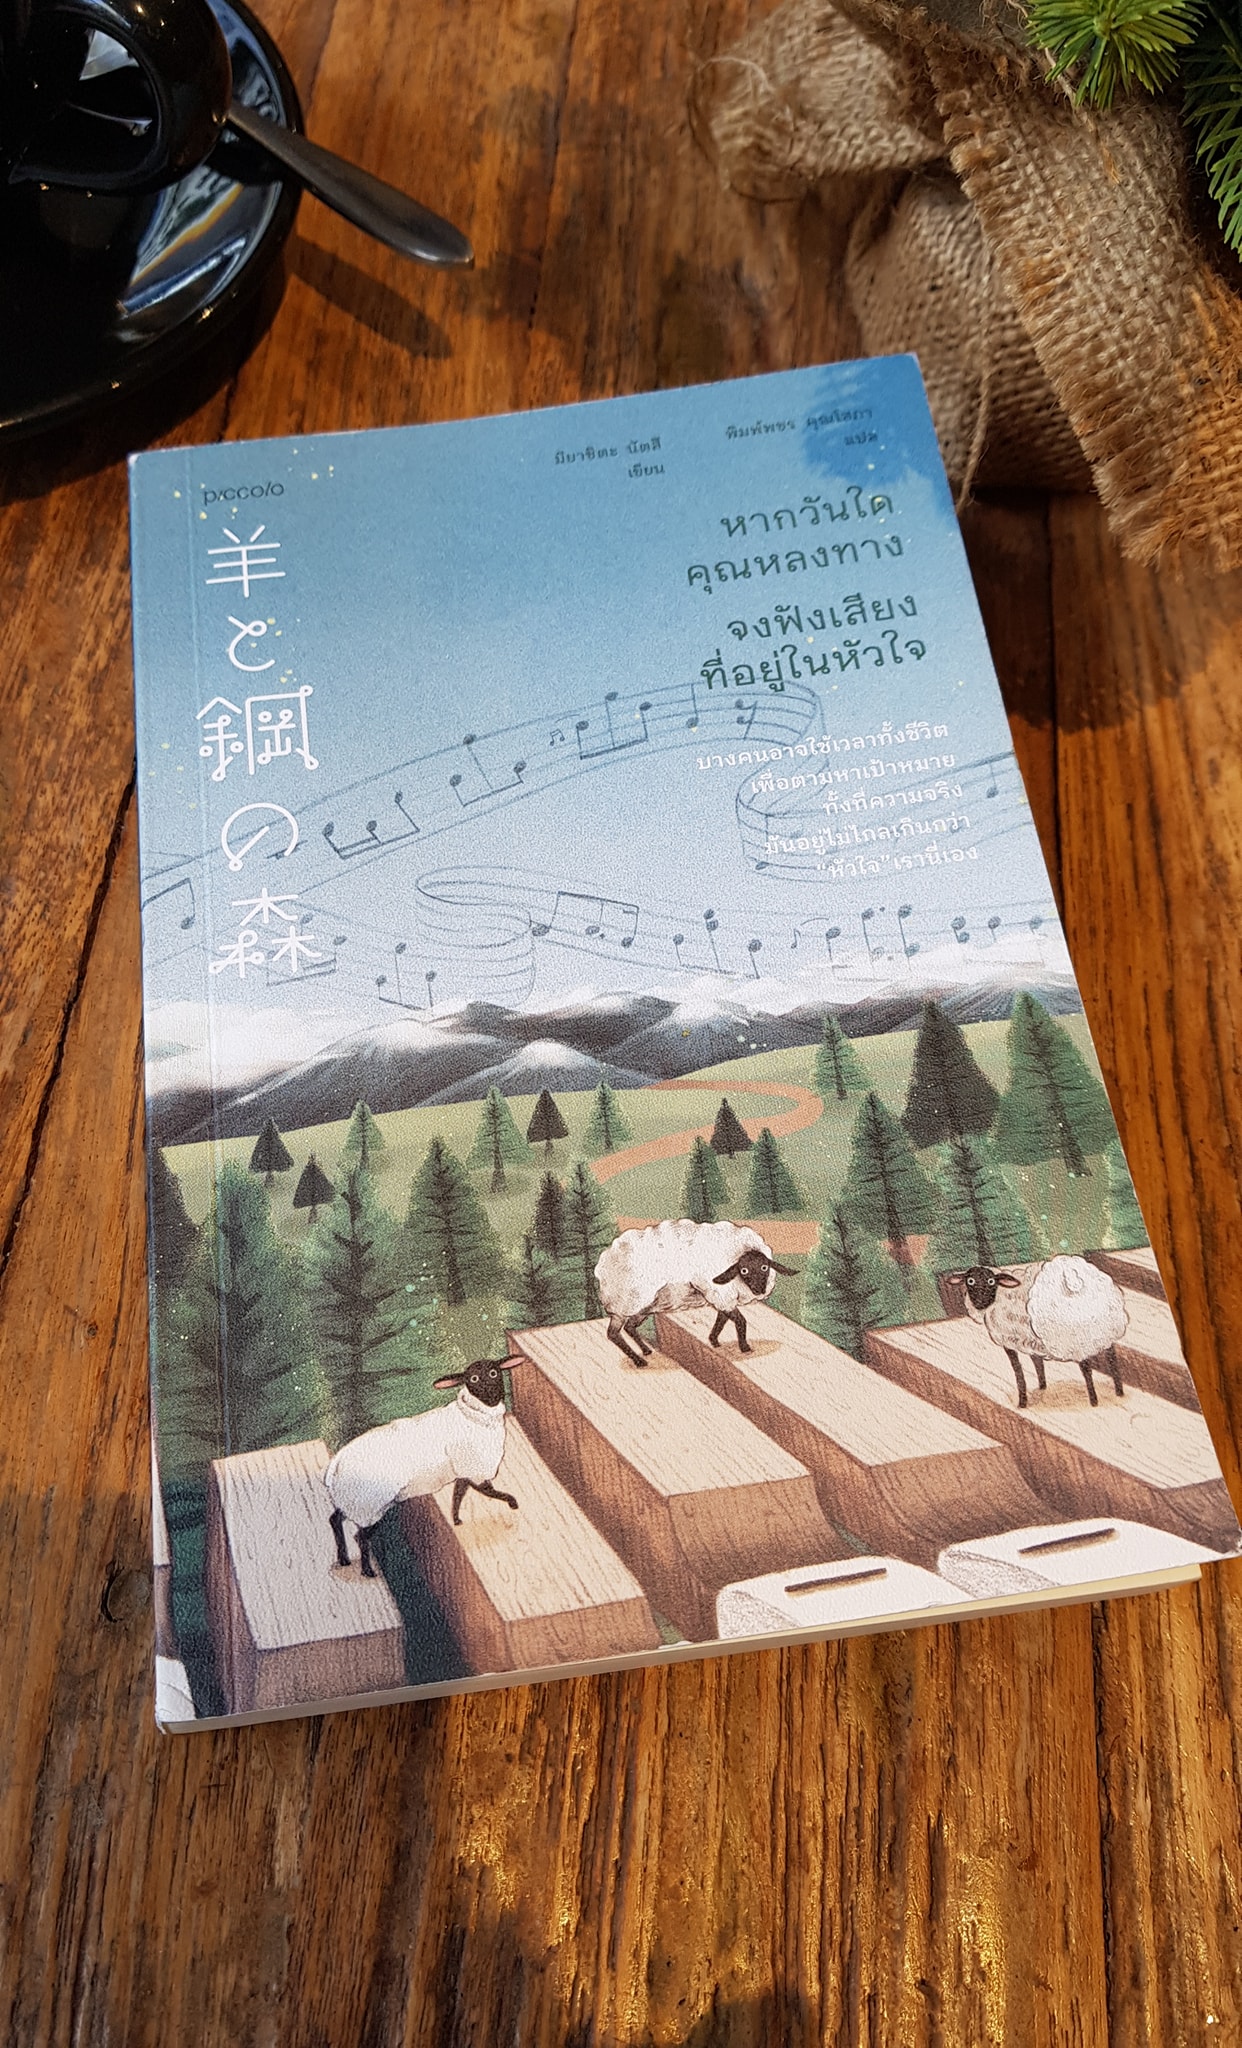 มิยาชิตะ นัตสึ
เขียน
พิมพ์พชร คุณโสภา
แปล
piccolo
羊と鋼の森
หากวันใด
คุณหลงทาง
จงฟังเสียง
ที่อยู่ในหัวใจ
บางคนอาจใช้เวลาทั้งชีวิต
เพื่อตามหาเป้าหมาย
ทั้งที่ความจริง
มันอยู่ไม่ไกลเกินกว่า
“หัวใจ” เรานี่เอง